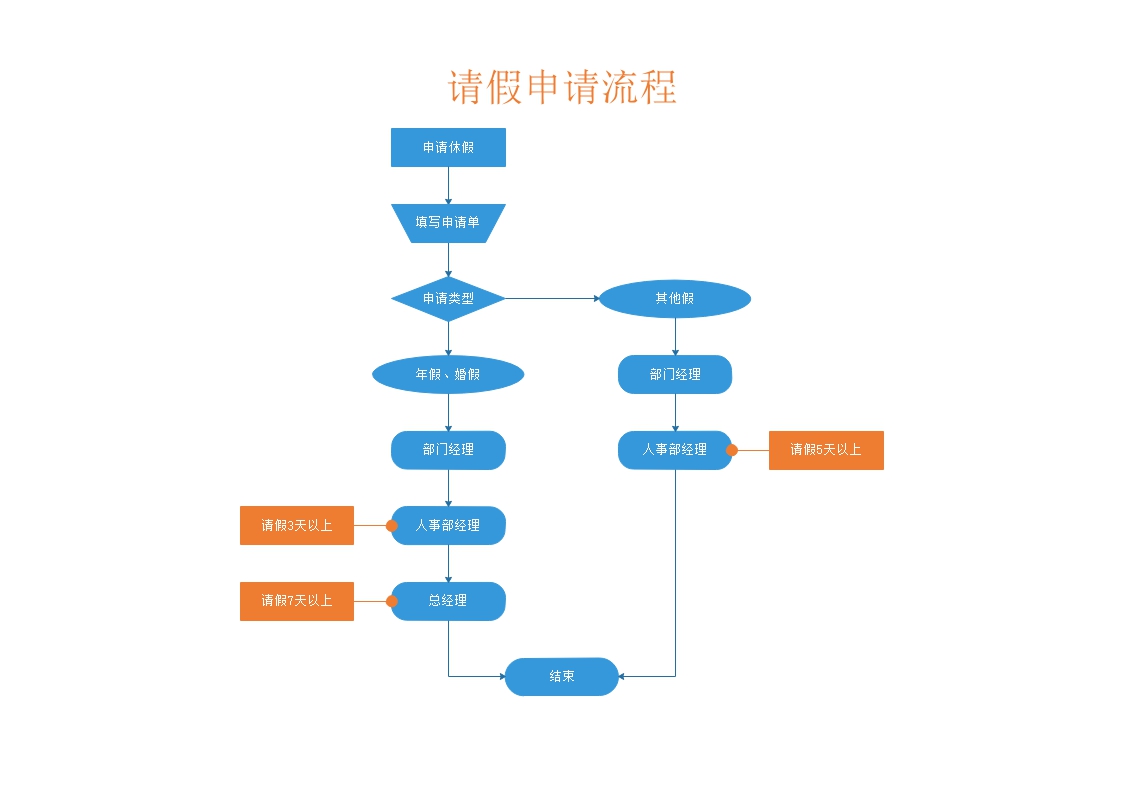 请假申请流程
申请休假
填写申请单
申请类型
其他假
年假、婚假
部门经理
部门经理
人事部经理
请假5天以上
请假3天以上
人事部经理
请假7天以上
总经理
结束